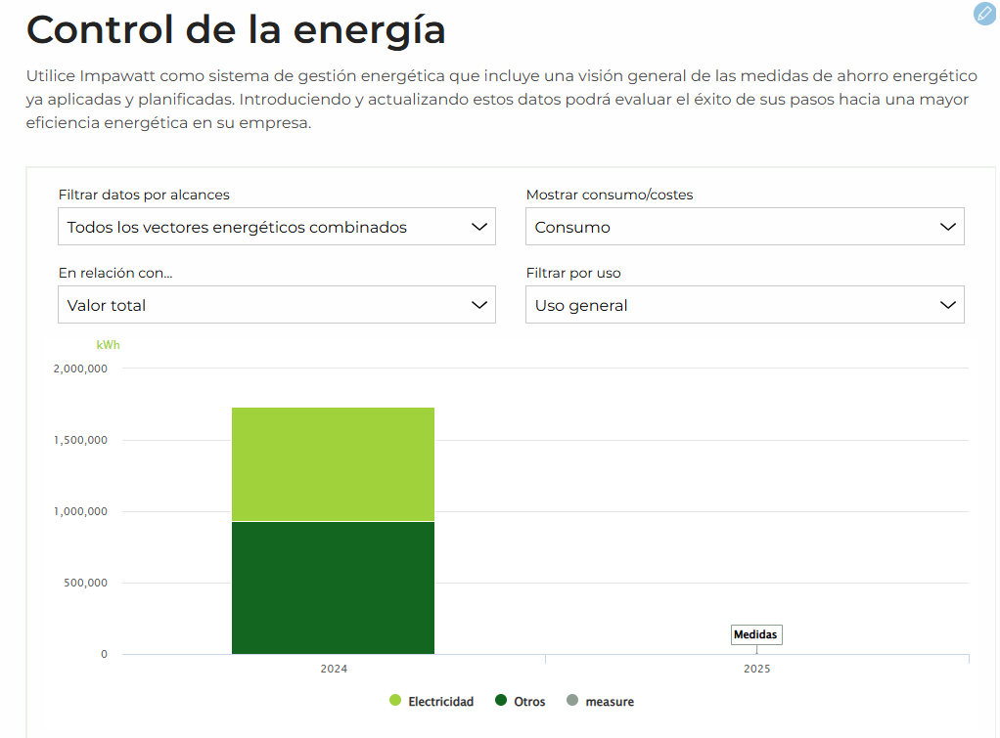 Control de la energía
Utilice Impawatt como sistema de gestión energética que incluye una visión general de las medidas de ahorro energético
ya aplicadas y planificadas. Introduciendo y actualizando estos datos podrá evaluar el éxito de sus pasos hacia una mayor
eficiencia energética en su empresa.
Filtrar datos por alcances
Todos los vectores energéticos combinados
Mostrar consumo/costes
Consumo
En relación con...
Valor total
Filtrar por uso
Uso general
kWh
2,000,000
1,500,000
1,000,000
500,000
0
Medidas
2024
2025
Electricidad
Otros
measure